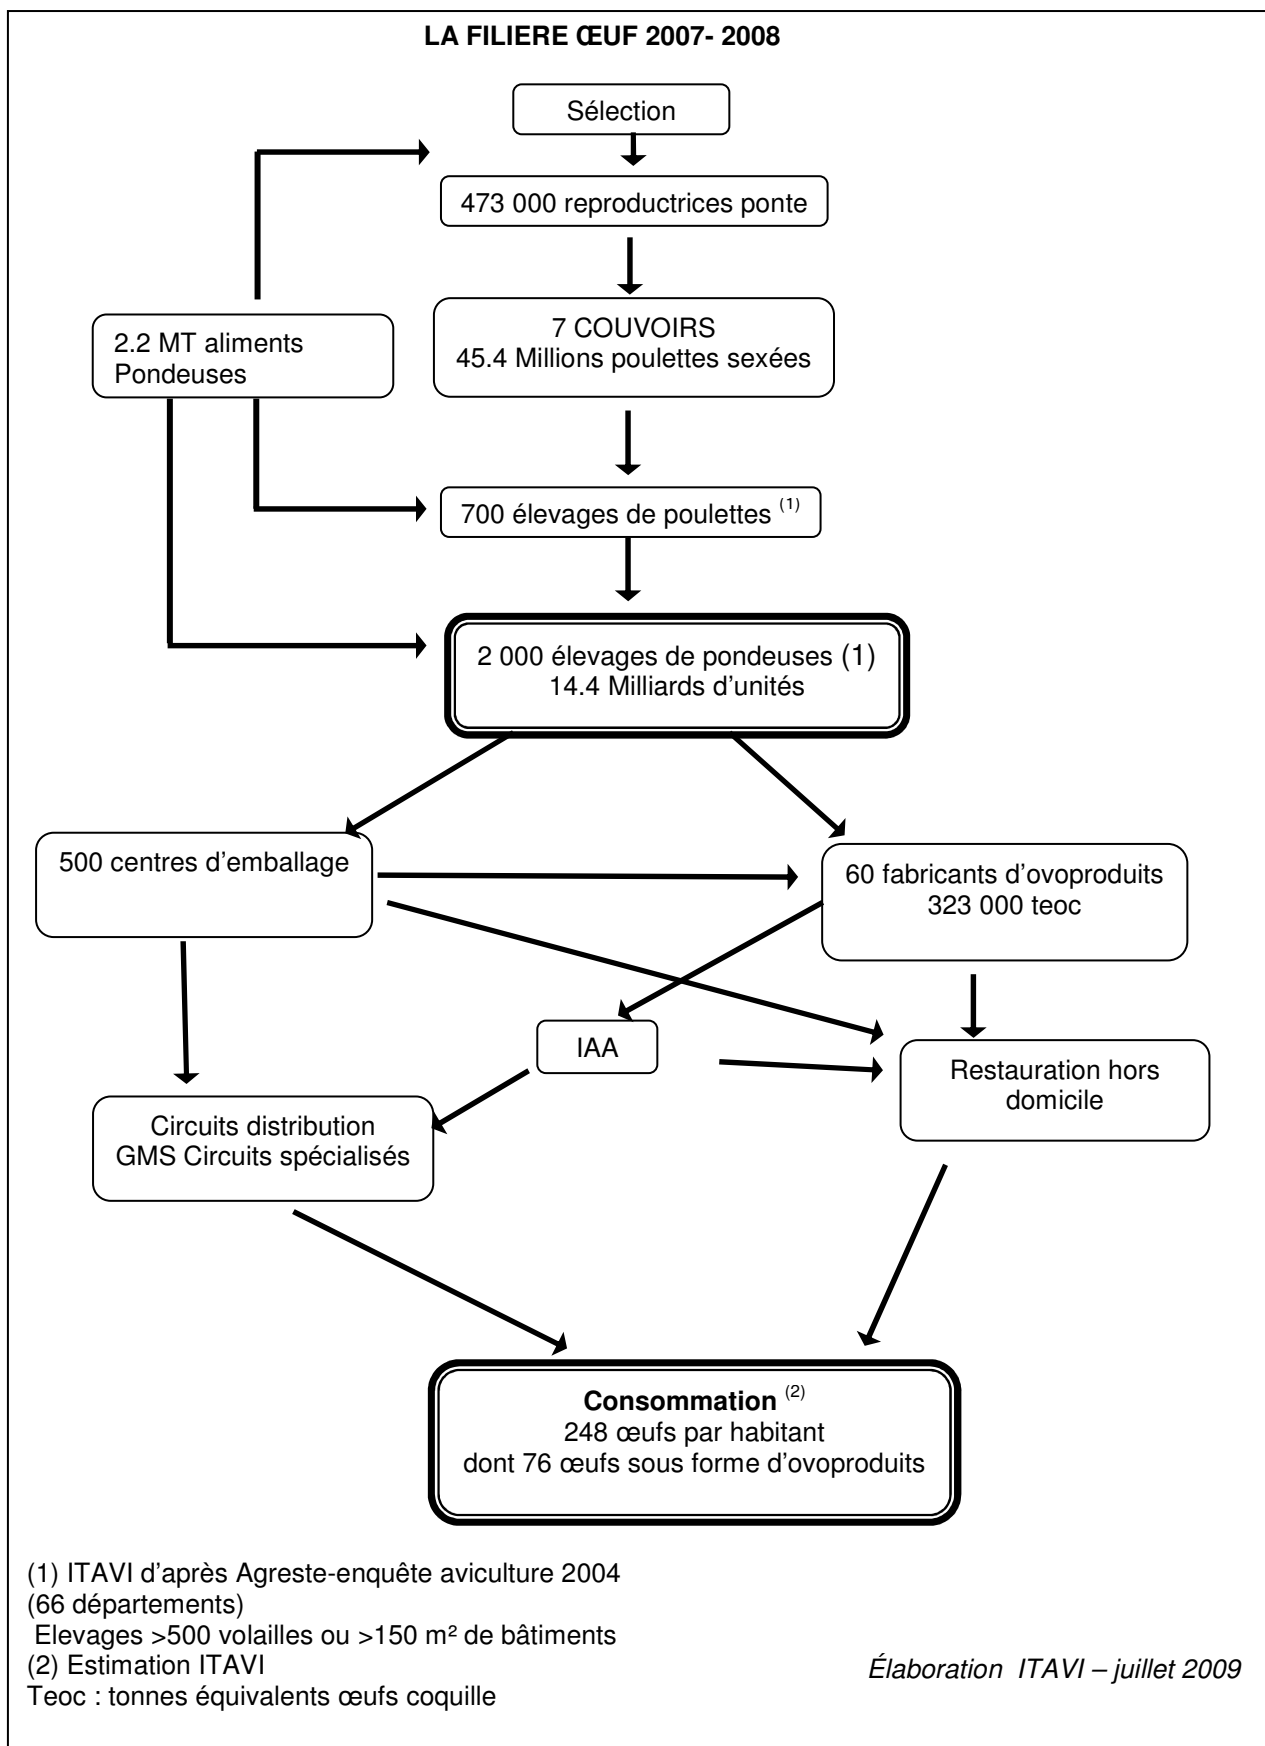 LA FILIERE ŒUF 2007- 2008
Sélection
473 000 reproductrices ponte
7 COUVOIRS
45.4 Millions poulettes sexées
2.2 MT aliments
Pondeuses
700 élevages de poulettes (1)
2 000 élevages de pondeuses (1)
14.4 Milliards d’unités
500 centres d’emballage
60 fabricants d’ovoproduits
323 000 teoc
IAA
Restauration hors
domicile
Circuits distribution
GMS Circuits spécialisés
Consommation (2)
248 œufs par habitant
dont 76 œufs sous forme d’ovoproduits
(1) ITAVI d’après Agreste-enquête aviculture 2004
(66 départements)
Elevages >500 volailles ou >150 m² de bâtiments
(2) Estimation ITAVI
Teoc : tonnes équivalents œufs coquille
Élaboration ITAVI – juillet 2009